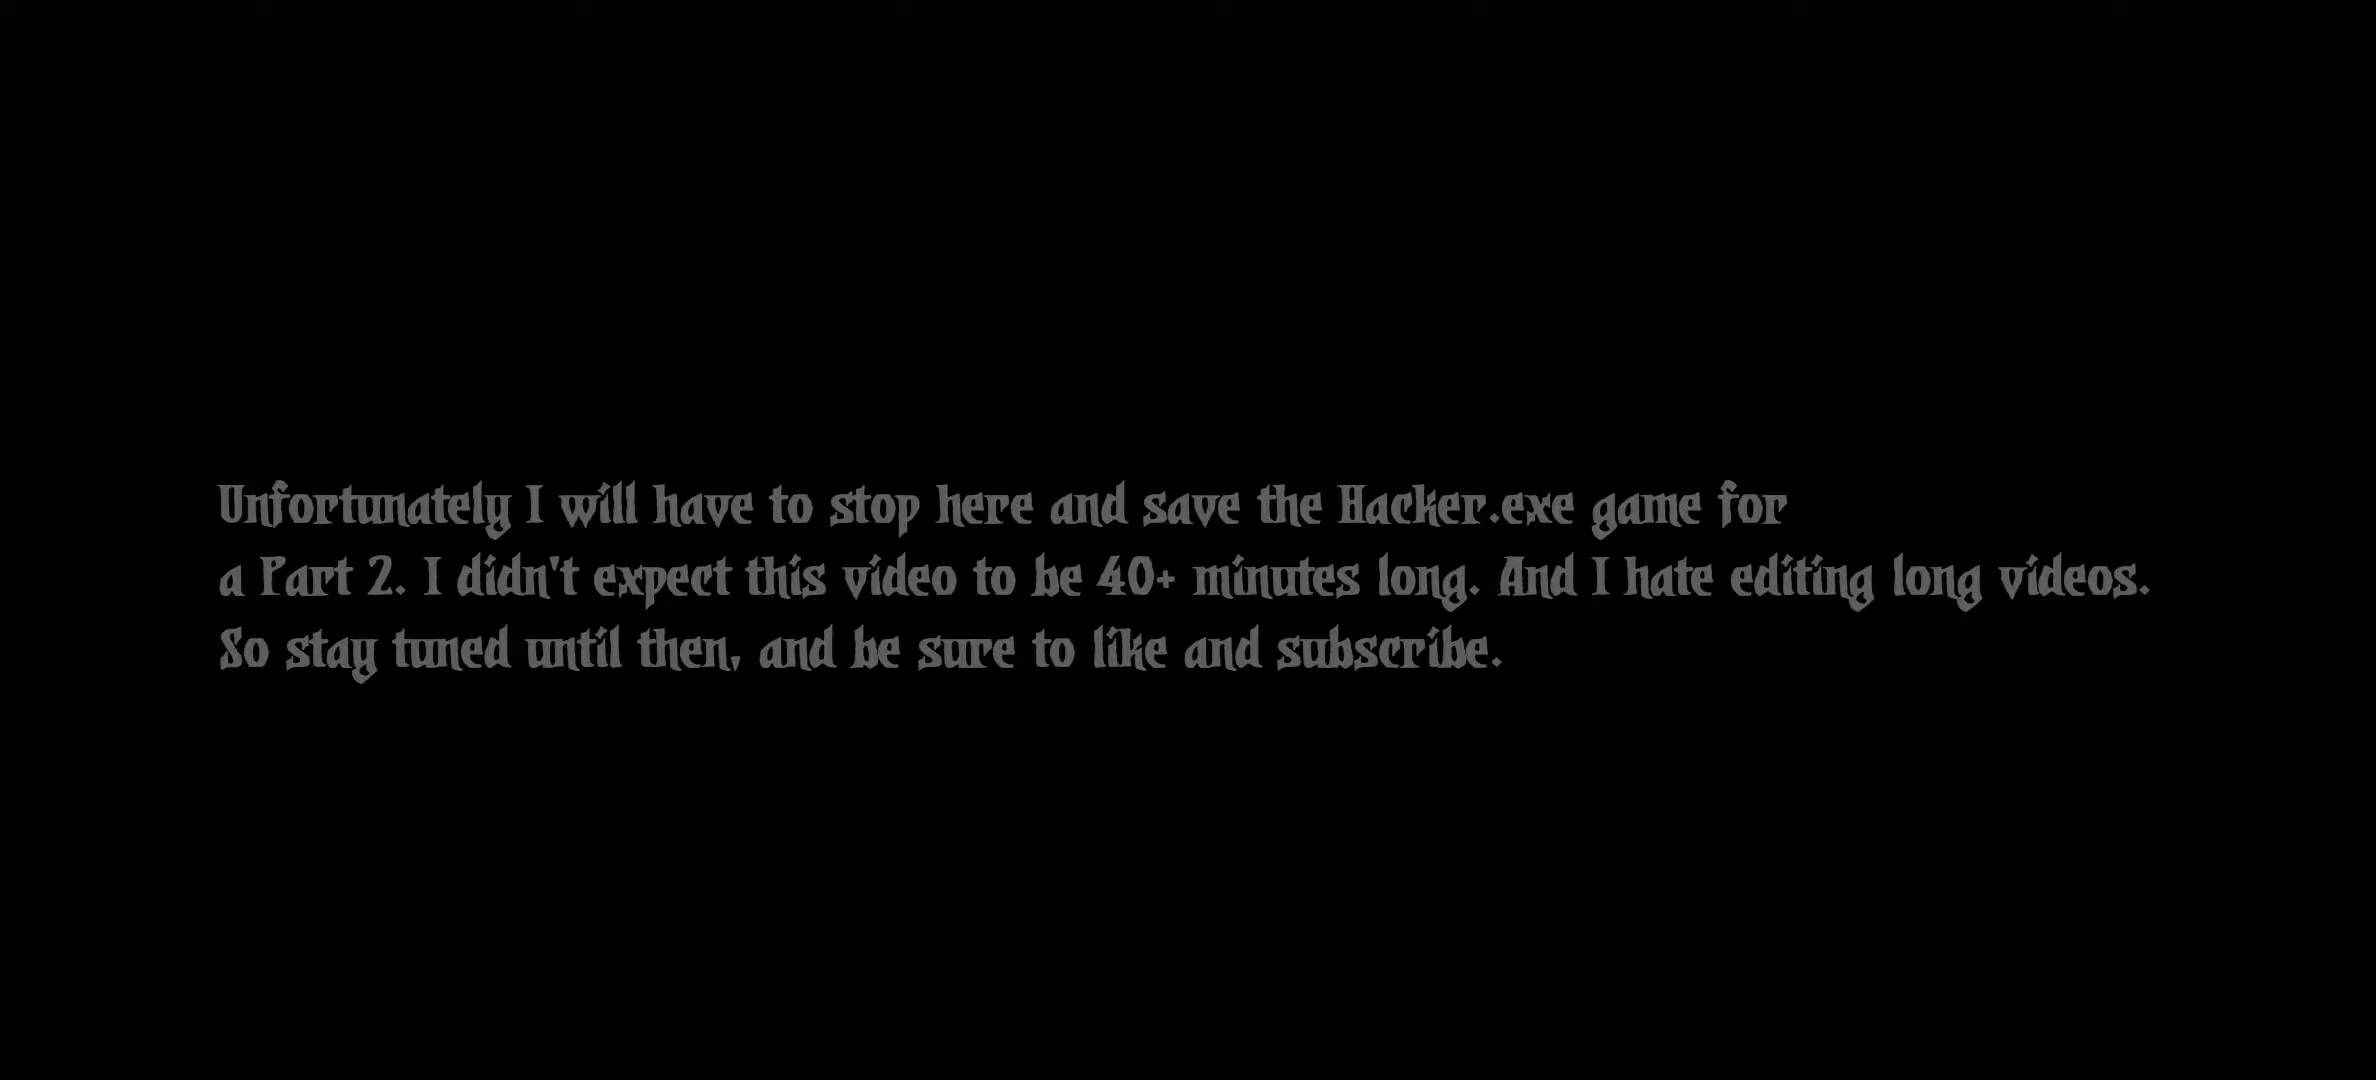 Unfortunately I will have to stop here and save the Hacker.exe game for
a Part 2. I didn't expect this video to be 40+ minutes long. And I hate editing long videos.
So stay tuned until then, and be sure to like and subscribe.